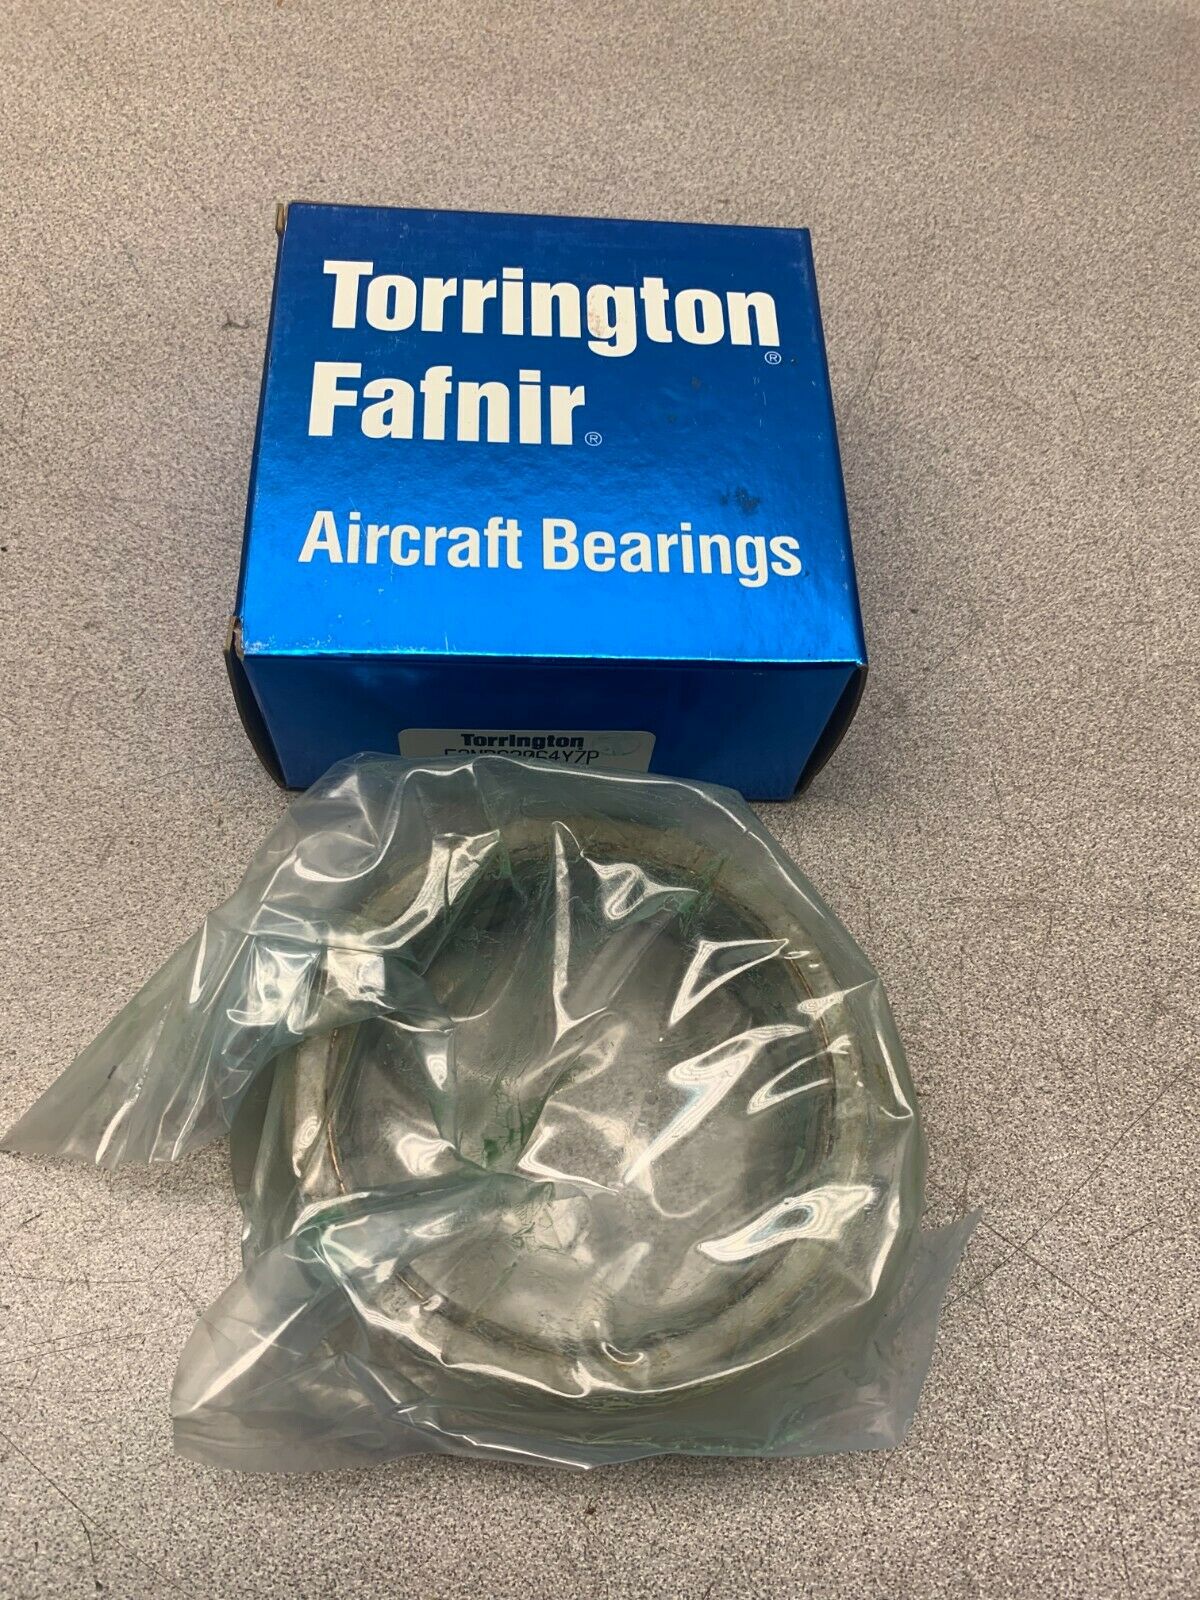 Torrington®
Fafnir®
Aircraft Bearings
Torrington